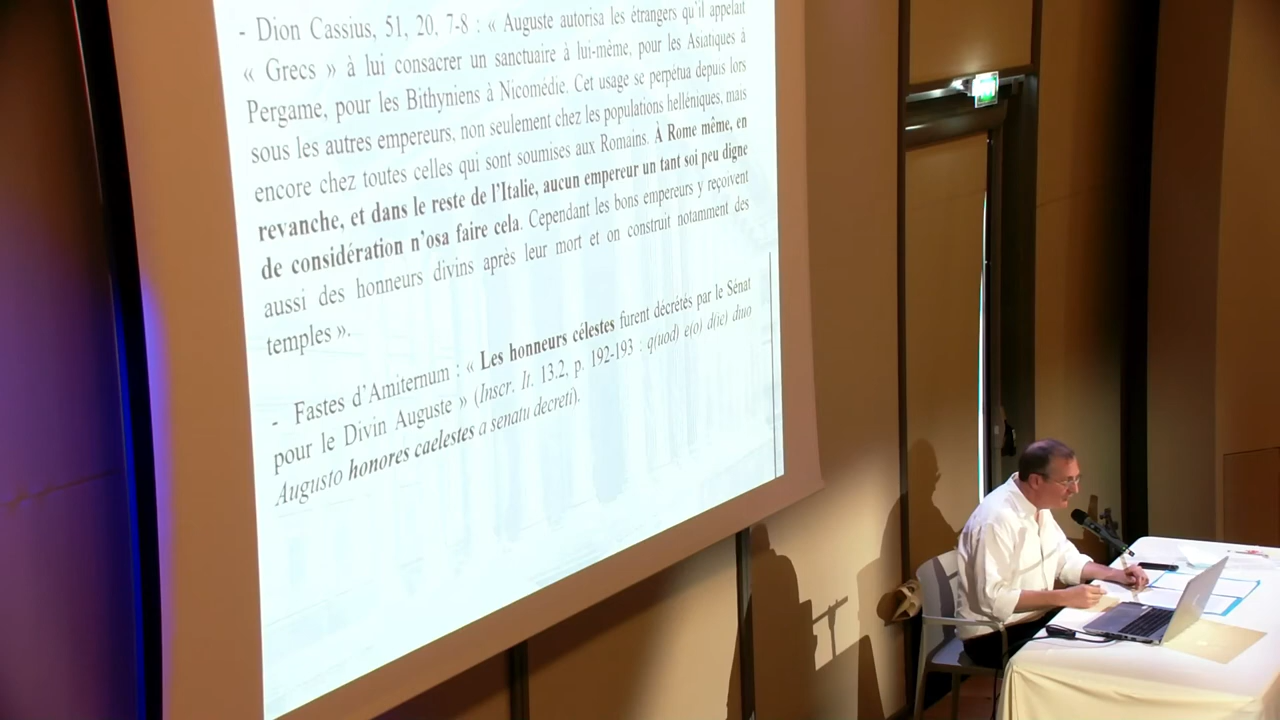 - Dion Cassius, 51, 20, 7-8 : « Auguste autorisa les étrangers qu'il appelait
« Grecs » à lui consacrer un sanctuaire à lui-même, pour les Asiatiques à
Pergame, pour les Bithyniens à Nicomédie. Cet usage se perpétua depuis lors
sous les autres empereurs, non seulement chez les populations helléniques, mais
encore chez toutes celles qui sont soumises aux Romains. À Rome même, en
revanche, et dans le reste de l'Italie, aucun empereur un tant soi peu digne
de considération n'osa faire cela. Cependant les bons empereurs y reçoivent
aussi des honneurs divins après leur mort et on construit notamment des
temples ».
- Fastes d'Amiternum : « Les honneurs célestes furent décrétés par le Sénat
pour le Divin Auguste » (Inscr. It. 13.2, p. 192-193 : q(uod) e(o) d(ie) diuo
Augusto honores caelestes a senatu decreti).